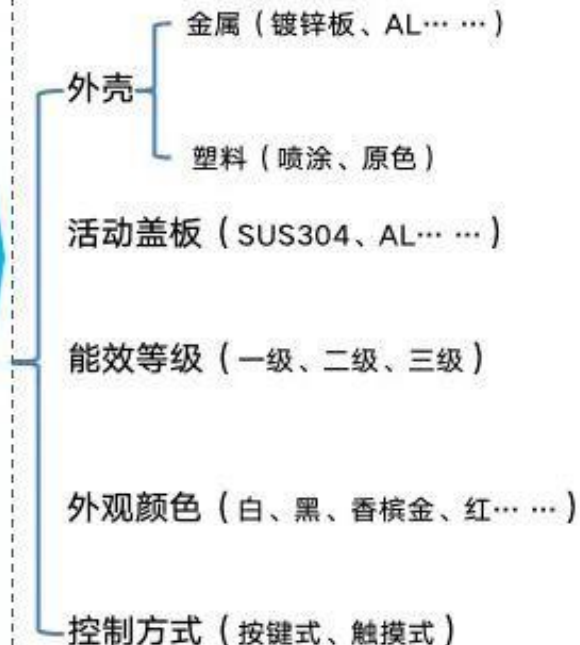 金属（镀锌板、AL… …）
外壳
塑料（喷涂、原色）
活动盖板（SUS304、AL… …）
能效等级（一级、二级、三级）
外观颜色（白、黑、香槟金、红… …）
控制方式（按键式、触摸式）